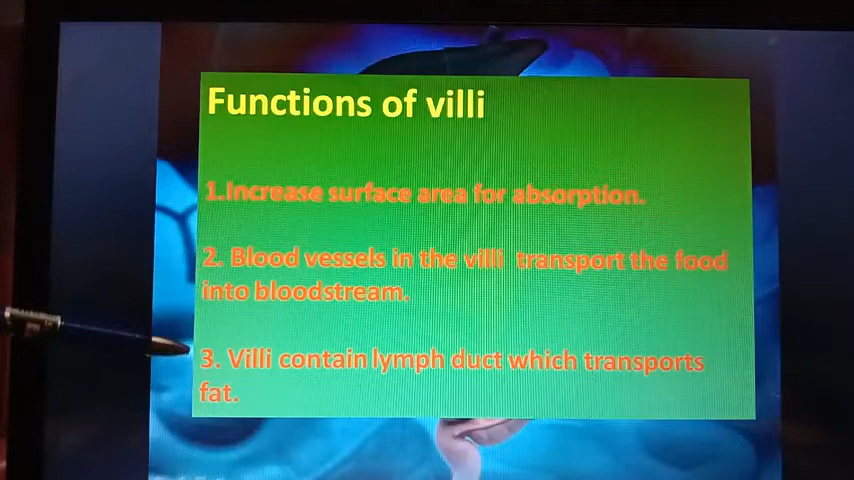 Functions of villi
1.Increase surface area for absorption.
2. Blood vessels in the villi transport the food
into bloodstream.
3. Villi contain lymph duct which transports
fat.